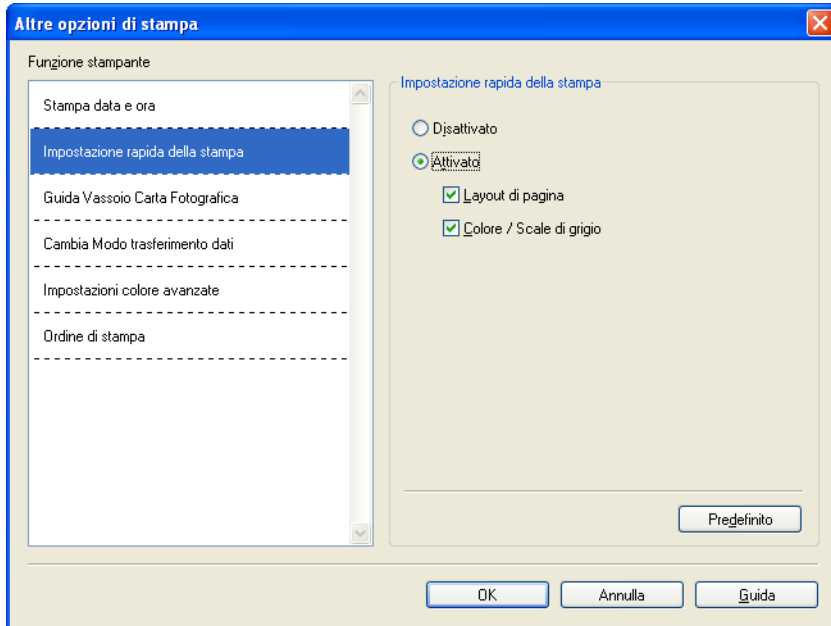 Altre opzioni di stampa
Funzione stampante
Stampa data e ora
Impostazione rapida della stampa
Guida Vassoio Carta Fotografica
Cambia Modo trasferimento dati
Impostazioni colore avanzate
Ordine di stampa
Impostazione rapida della stampa
Disattivato
Attivato
Layout di pagina
Colore / Scale di grigio
Predefinito
OK
Annulla
Guida